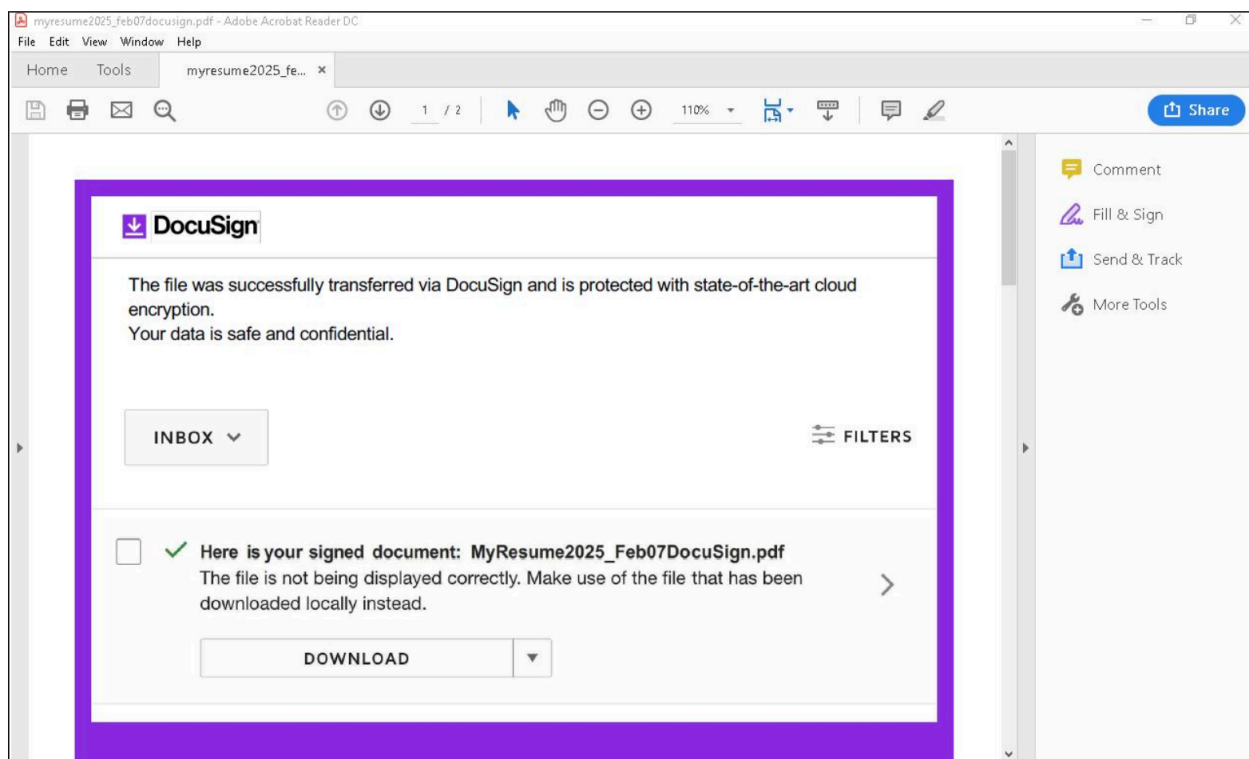 myresume2025_feb07docusign.pdf - Adobe Acrobat Reader DC
File Edit View Window Help
Home Tools myresume2025_fe... ×
1 / 2 110% Share
Comment
Fill & Sign
Send & Track
More Tools
DocuSign
The file was successfully transferred via DocuSign and is protected with state-of-the-art cloud
encryption.
Your data is safe and confidential.
INBOX FILTERS
Here is your signed document: MyResume2025_Feb07DocuSign.pdf
The file is not being displayed correctly. Make use of the file that has been
downloaded locally instead.
DOWNLOAD